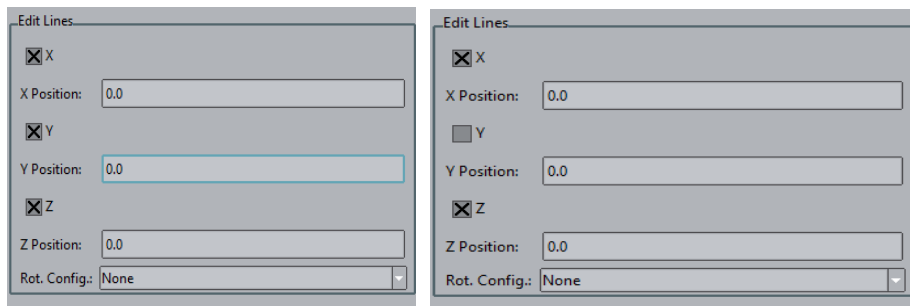 Edit Lines
X
X Position: 0.0
Y
Y Position: 0.0
Z
Z Position: 0.0
Rot. Config.: None
Edit Lines
X
X Position: 0.0
Y
Y Position: 0.0
Z
Z Position: 0.0
Rot. Config.: None